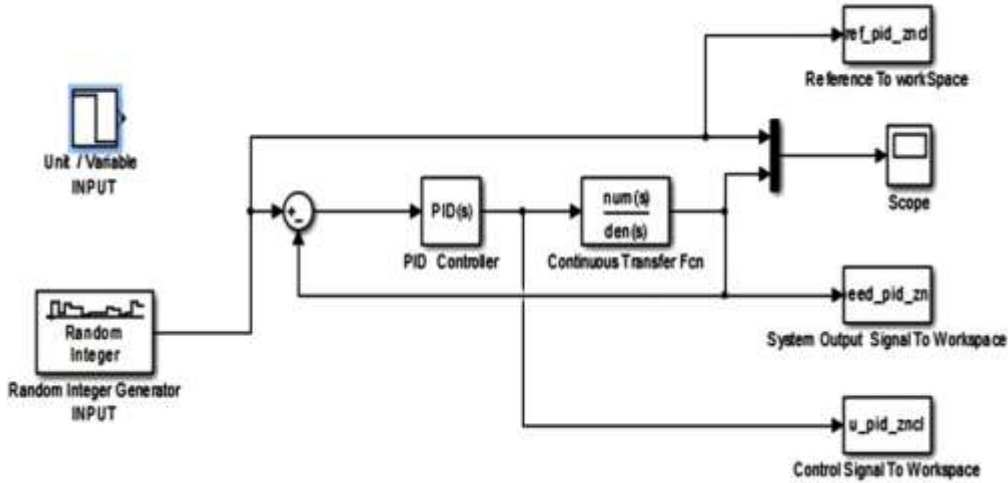 ref_pid_zncl
Reference To workSpace
Unit / Variable
INPUT
Scope
+
-
PID(s)
PID Controller
num(s)
den(s)
Continuous Transfer Fcn
eed_pid_zn
System Output Signal To Workspace
Random
Integer
Random Integer Generator
INPUT
u_pid_zncl
Control Signal To Workspace